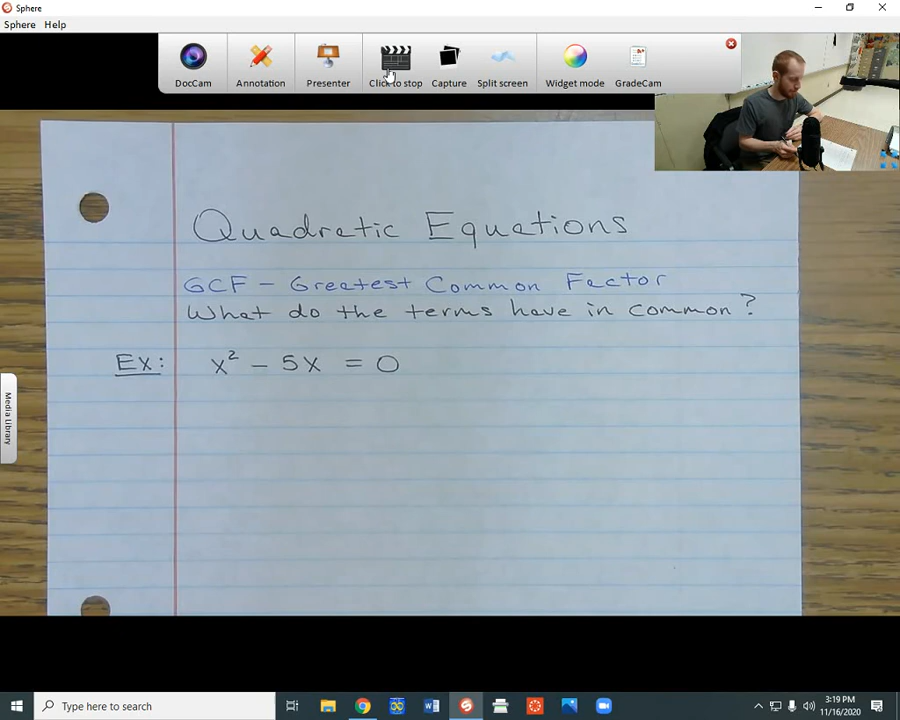 Sphere
Sphere Help
DocCam Annotation Presenter Click to stop Capture Split screen Widget mode GradeCam
Quadratic Equations
GCF - Greatest Common Factor
What do the terms have in common?
Ex: x² - 5x = 0
Media Library
Type here to search
3:19 PM
11/16/2020